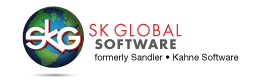 SKG
SK GLOBAL
SOFTWARE
formerly Sandler • Kahne Software